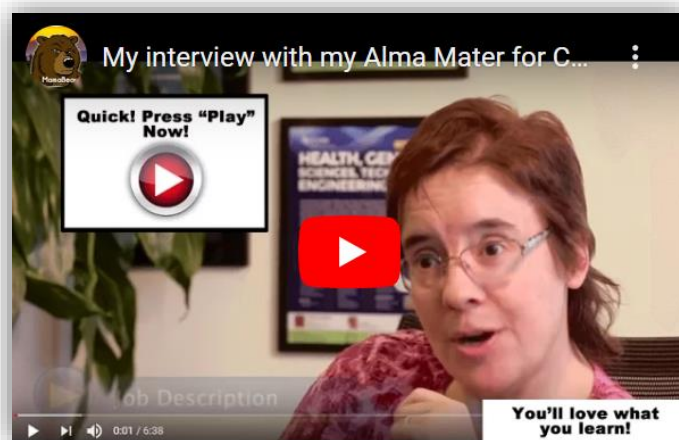 MamaBear
My interview with my Alma Mater for C...
Quick! Press "Play"
Now!
HEALTH, GEN
SCIENCES, TECH
ENGINEERING
Job Description
0:01 / 6:38
You'll love what
you learn!